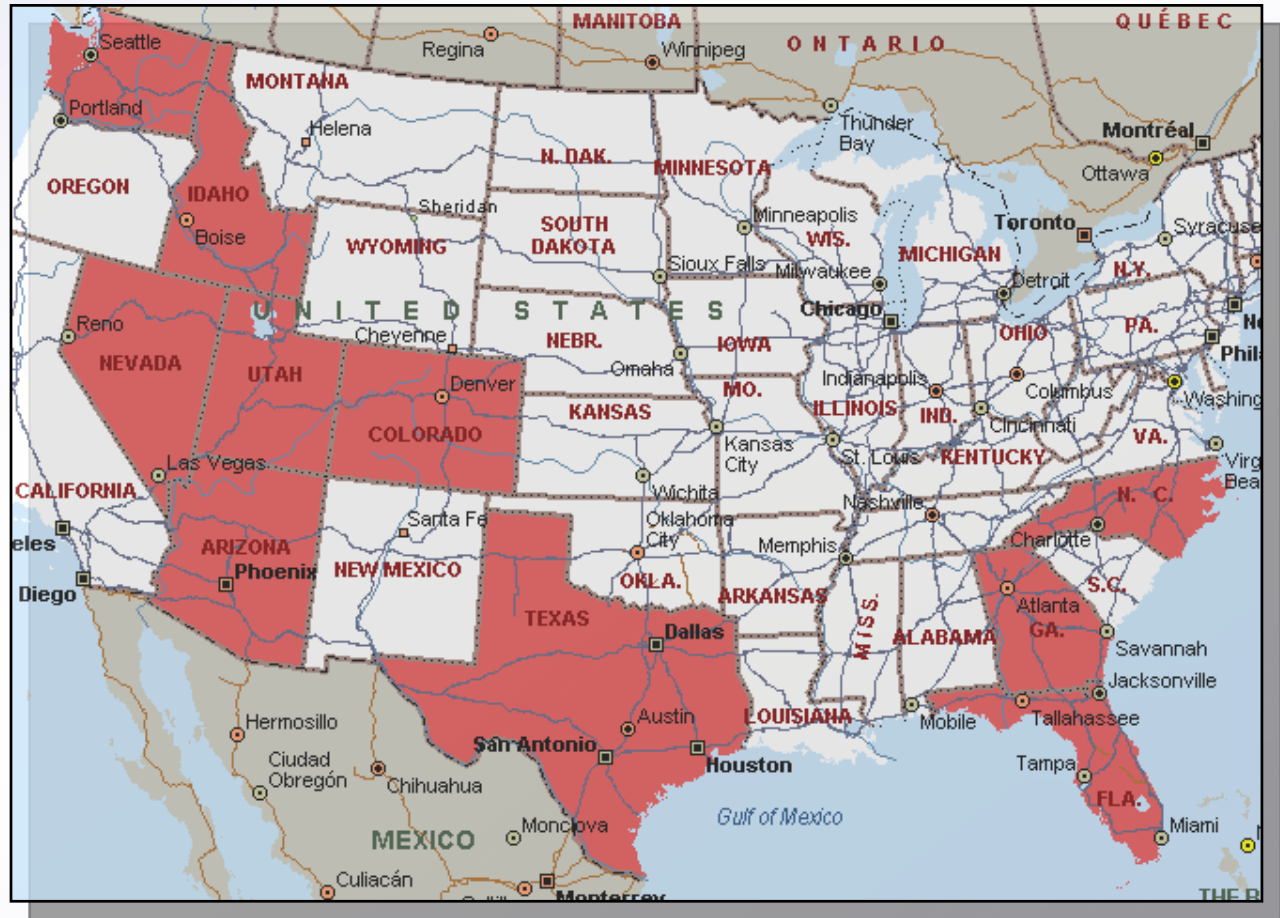 MANITOBA
QUÉBEC
Seattle
Regina
Winnipeg
ONTARIO
MONTANA
Portland
Helena
Thunder
Bay
Montréal
Ottawa
N. DAK.
MINNESOTA
OREGON
IDAHO
Boise
Sheridan
SOUTH
DAKOTA
WYOMING
Minneapolis
WIS.
MICHIGAN
Toronto
Syracuse
Sioux Falls
Milwaukee
Detroit
N.Y.
UNITED STATES
Reno
Cheyenne
NEBR.
IOWA
Chicago
OHIO
PA.
Phil
NEVADA
UTAH
Denver
Omaha
MO.
Indianapolis
Columbus
Washing
COLORADO
KANSAS
Kansas
City
ILLINOIS
IND.
Cincinnati
VA.
Las Vegas
St. Louis
KENTUCKY
Virg
Bea
CALIFORNIA
Wichita
Nashville
N. C.
eles
Santa Fe
Oklahoma
City
Memphis
Charlotte
ARIZONA
Phoenix
NEW MEXICO
OKLA.
ARKANSAS
S.C.
Diego
TEXAS
Dallas
MISS.
ALABAMA
Atlanta
GA.
Savannah
Jacksonville
Hermosillo
Austin
LOUISIANA
Mobile
Tallahassee
San Antonio
Houston
Ciudad
Obregón
Chihuahua
Tampa
FLA.
Gulf of Mexico
MEXICO
Monclova
Miami
Culiacán
Monterrey
THE B